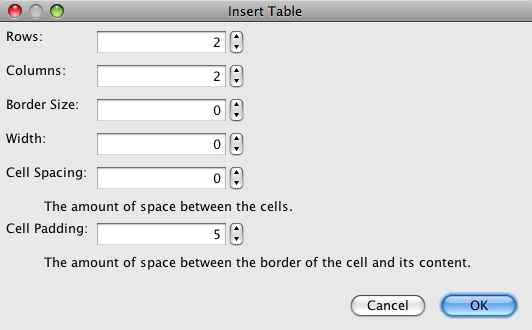 Insert Table
Rows: 2
Columns: 2
Border Size: 0
Width: 0
Cell Spacing: 0
The amount of space between the cells.
Cell Padding: 5
The amount of space between the border of the cell and its content.
Cancel OK